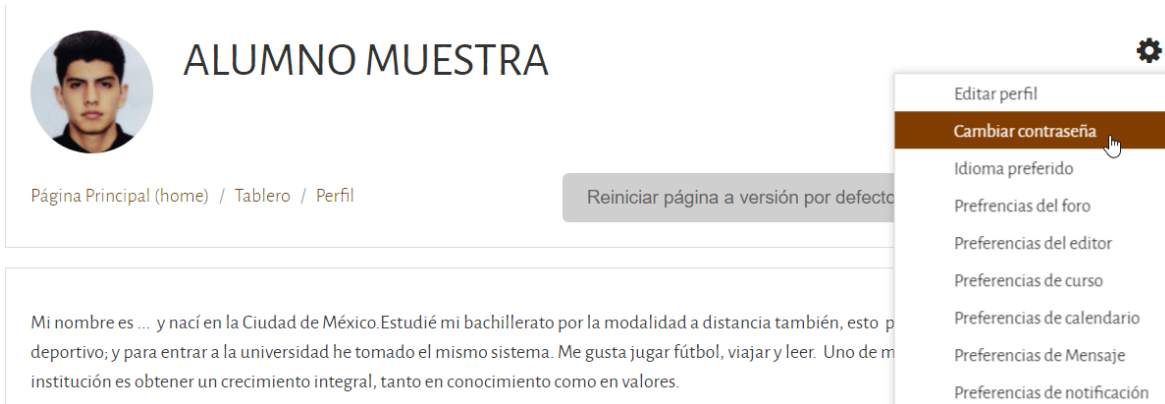 ALUMNO MUESTRA
Editar perfil
Cambiar contraseña
Idioma preferido
Prefrencias del foro
Preferencias del editor
Preferencias de curso
Preferencias de calendario
Preferencias de Mensaje
Preferencias de notificación
Página Principal (home) / Tablero / Perfil
Reiniciar página a versión por defecto
Mi nombre es ... y nací en la Ciudad de México.Estudié mi bachillerato por la modalidad a distancia también, esto
deportivo; y para entrar a la universidad he tomado el mismo sistema. Me gusta jugar fútbol, viajar y leer. Uno de
institución es obtener un crecimiento integral, tanto en conocimiento como en valores.